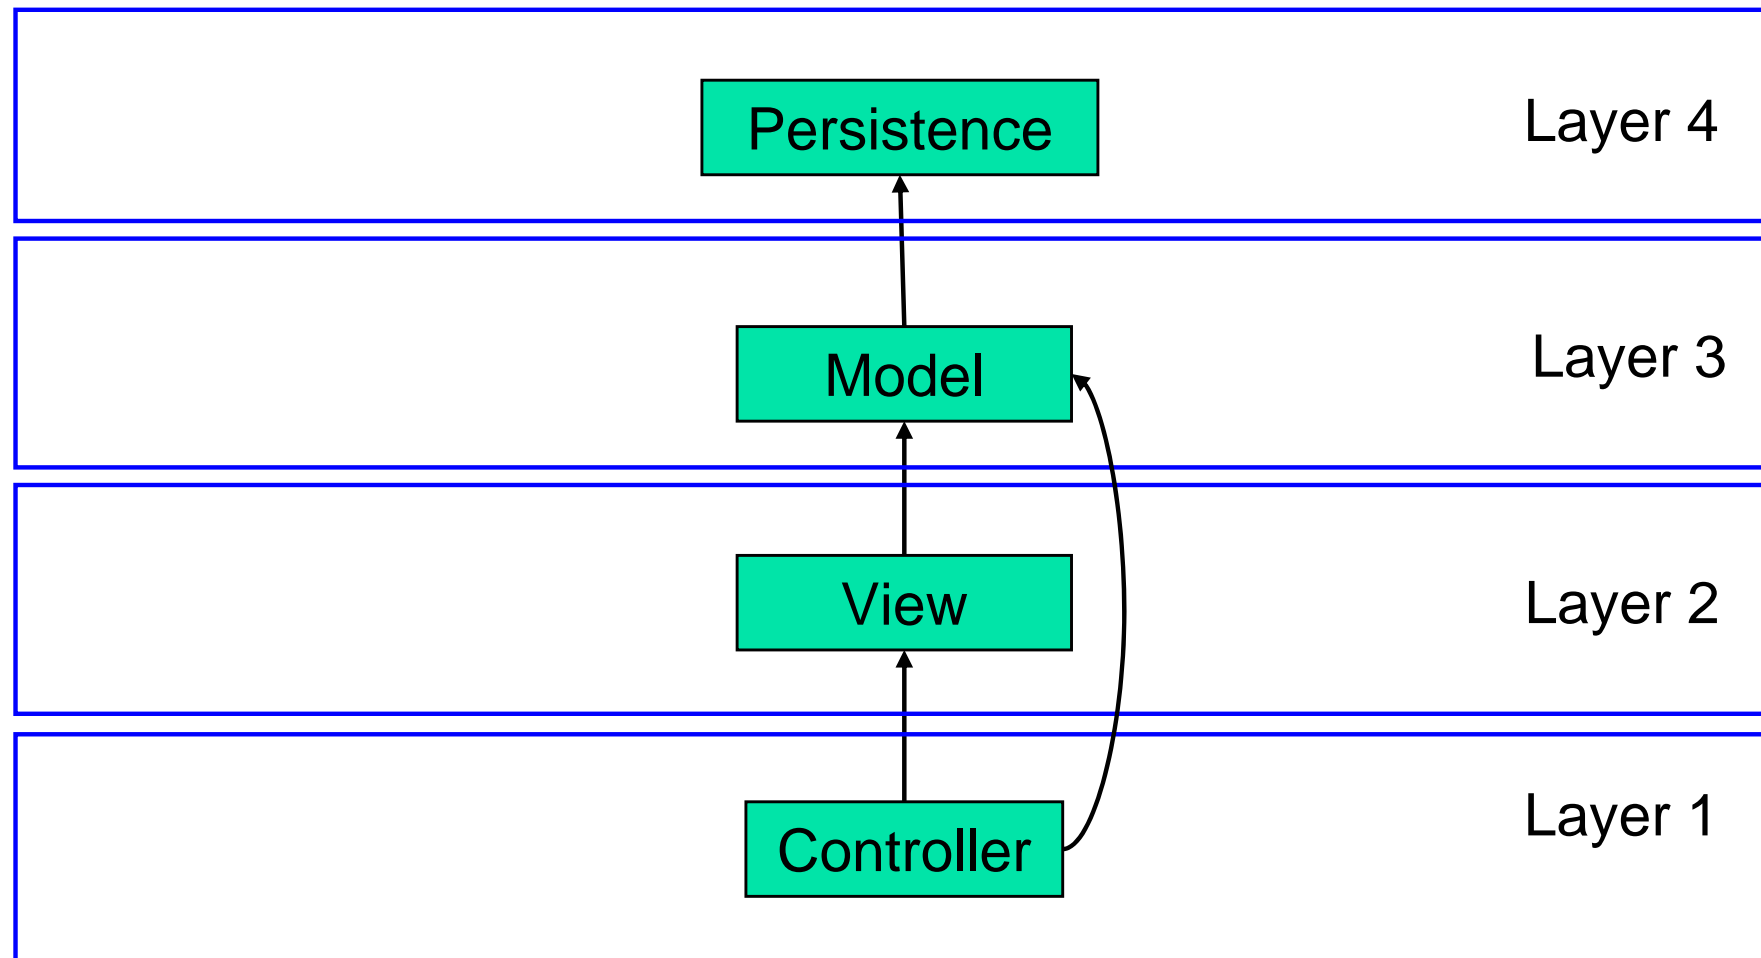 Persistence
Layer 4
Model
Layer 3
View
Layer 2
Layer 1
Controller